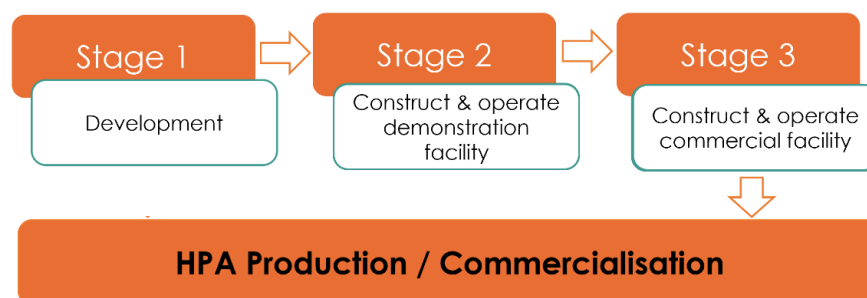 Stage 1
Stage 2
Stage 3
Development
Construct & operate
demonstration
facility
Construct & operate
commercial facility
HPA Production / Commercialisation